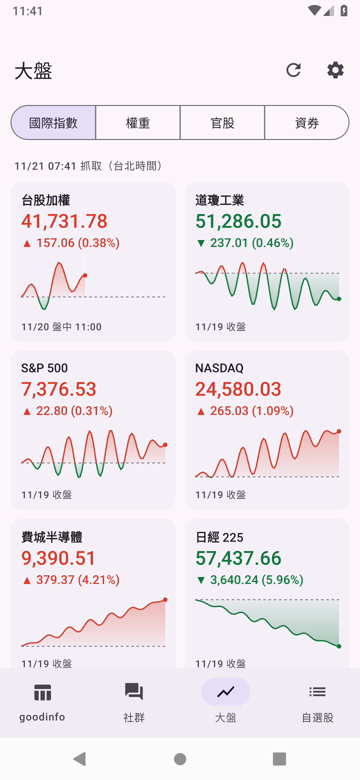 11:41
大盤
國際指數
權重
官股
資券
11/21 07:41 抓取（台北時間）
台股加權
41,731.78
▲ 157.06 (0.38%)
11/20 盤中 11:00
道瓊工業
51,286.05
▼ 237.01 (0.46%)
11/19 收盤
S&P 500
7,376.53
▲ 22.80 (0.31%)
11/19 收盤
NASDAQ
24,580.03
▲ 265.03 (1.09%)
11/19 收盤
費城半導體
9,390.51
▲ 379.37 (4.21%)
11/19 收盤
日經 225
57,437.66
▼ 3,640.24 (5.96%)
11/19 收盤
goodinfo
社群
大盤
自選股